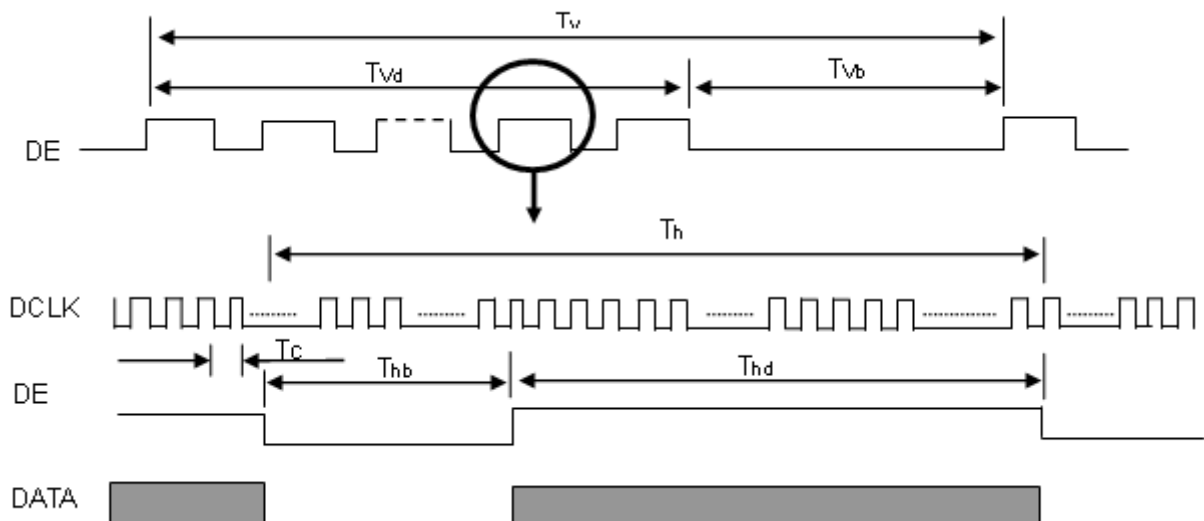 Tv
Tvd
Tvb
DE
Th
DCLK
Tc
Thb
Thd
DE
DATA